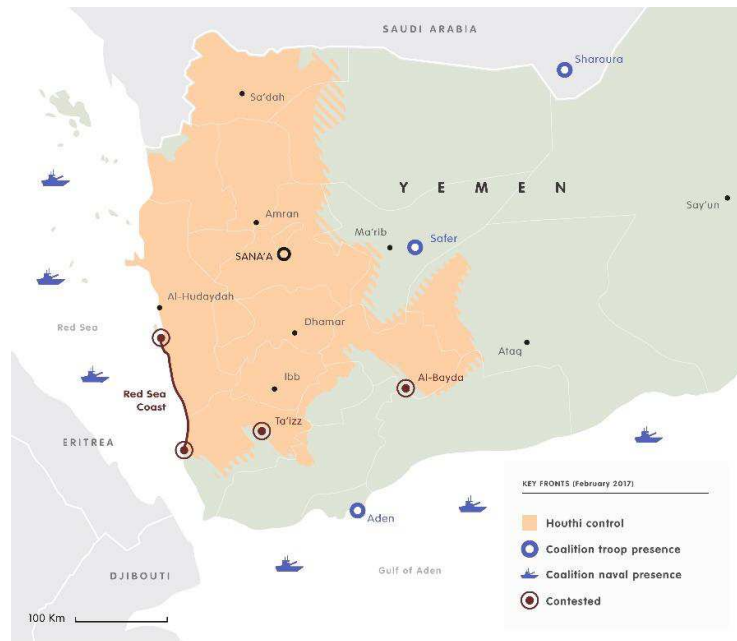 SAUDI ARABIA
Sharoura
Sa'dah
Y E M E N
Say'un
Amran
Ma'rib
Safer
SANA'A
Al-Hudaydah
Red Sea
Dhamar
Ataq
Ibb
Al-Bayda
Red Sea
Coast
Ta'izz
ERITREA
KEY FRONTS (February 2017)
Aden
Houthi control
Coalition troop presence
Gulf of Aden
DJIBOUTI
Coalition naval presence
Contested
100 Km